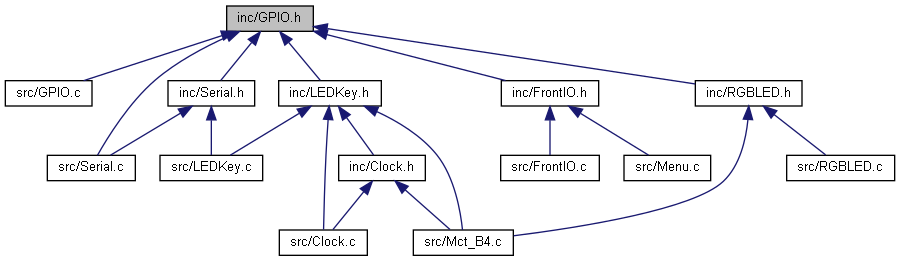 inc/GPIO.h
src/GPIO.c
inc/Serial.h
inc/LEDKey.h
inc/FrontIO.h
inc/RGBLED.h
src/Serial.c
src/LEDKey.c
inc/Clock.h
src/FrontIO.c
src/Menu.c
src/RGBLED.c
src/Clock.c
src/Mct_B4.c